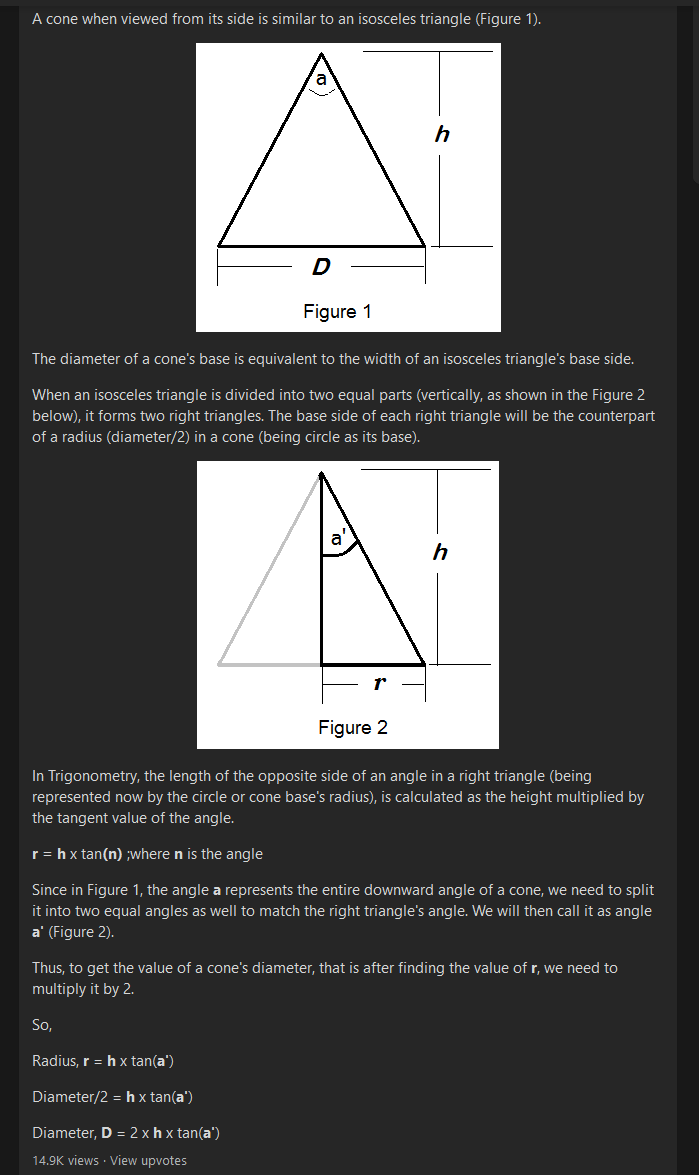 A cone when viewed from its side is similar to an isosceles triangle (Figure 1).
a
h
D
Figure 1
The diameter of a cone's base is equivalent to the width of an isosceles triangle's base side.
When an isosceles triangle is divided into two equal parts (vertically, as shown in the Figure 2
below), it forms two right triangles. The base side of each right triangle will be the counterpart
of a radius (diameter/2) in a cone (being circle as its base).
a'
h
r
Figure 2
In Trigonometry, the length of the opposite side of an angle in a right triangle (being
represented now by the circle or cone base's radius), is calculated as the height multiplied by
the tangent value of the angle.
r = h x tan(n) ;where n is the angle
Since in Figure 1, the angle a represents the entire downward angle of a cone, we need to split
it into two equal angles as well to match the right triangle's angle. We will then call it as angle
a' (Figure 2).
Thus, to get the value of a cone's diameter, that is after finding the value of r, we need to
multiply it by 2.
So,
Radius, r = h x tan(a')
Diameter/2 = h x tan(a')
Diameter, D = 2 x h x tan(a')
14.9K views · View upvotes